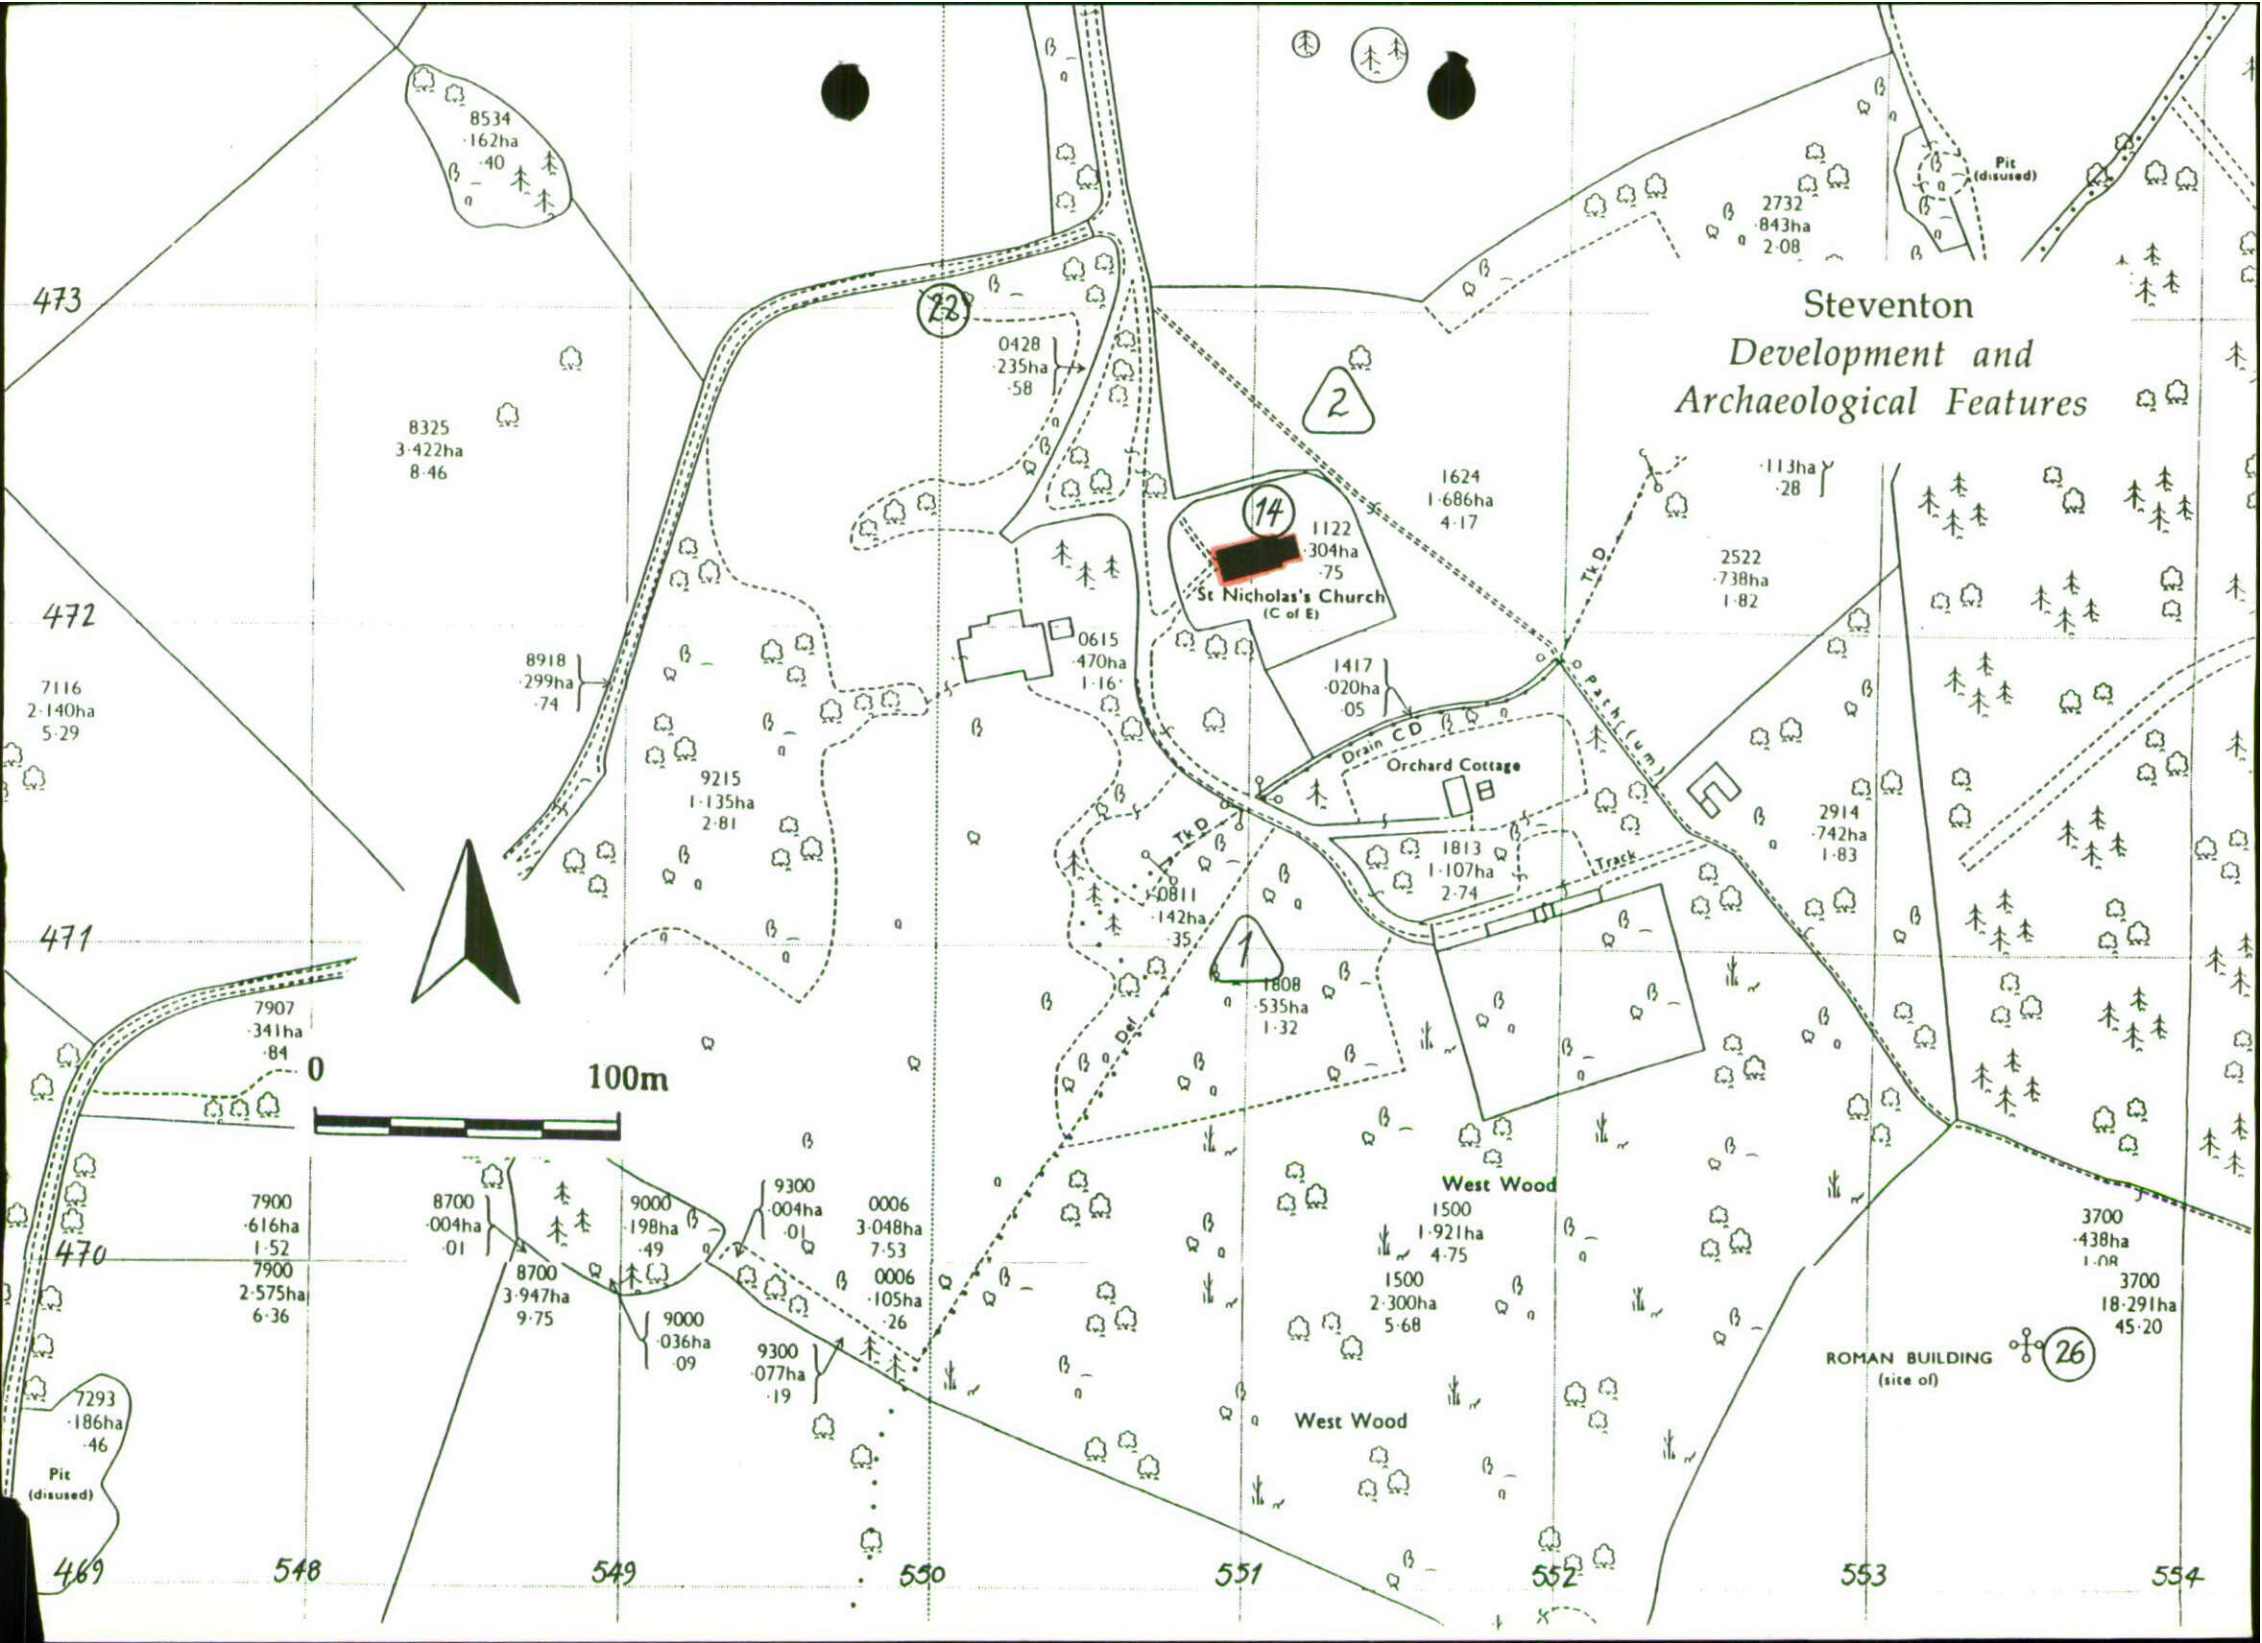 8534
·162ha
·40
Pit
(disused)
2732
·843ha
2·08
Steventon
Development and
Archaeological Features
473
22
0428
·235ha
·58
2
8325
3·422ha
8·46
1624
1·686ha
4·17
·113ha
·28
14
1122
·304ha
·75
St Nicholas's Church
(C of E)
Tk D
2522
·738ha
1·82
472
0615
·470ha
1·16
8918
·299ha
·74
1417
·020ha
·05
Path (um)
7116
2·140ha
5·29
Drain
C D
Orchard Cottage
9215
1·135ha
2·81
Tk D
2914
·742ha
1·83
1813
1·107ha
2·74
Track
0811
·142ha
·35
471
1
1808
·535ha
1·32
Def
7907
·341ha
·84
0
100m
West Wood
1500
1·921ha
4·75
7900
·616ha
1·52
8700
·004ha
·01
9000
·198ha
·49
9300
·004ha
·01
0006
3·048ha
7·53
3700
·438ha
1·08
470
7900
2·575ha
6·36
8700
3·947ha
9·75
0006
·105ha
·26
1500
2·300ha
5·68
3700
18·291ha
45·20
9000
·036ha
·09
9300
·077ha
·19
ROMAN BUILDING
(site of)
26
7293
·186ha
·46
West Wood
Pit
(disused)
469
548
549
550
551
552
553
554